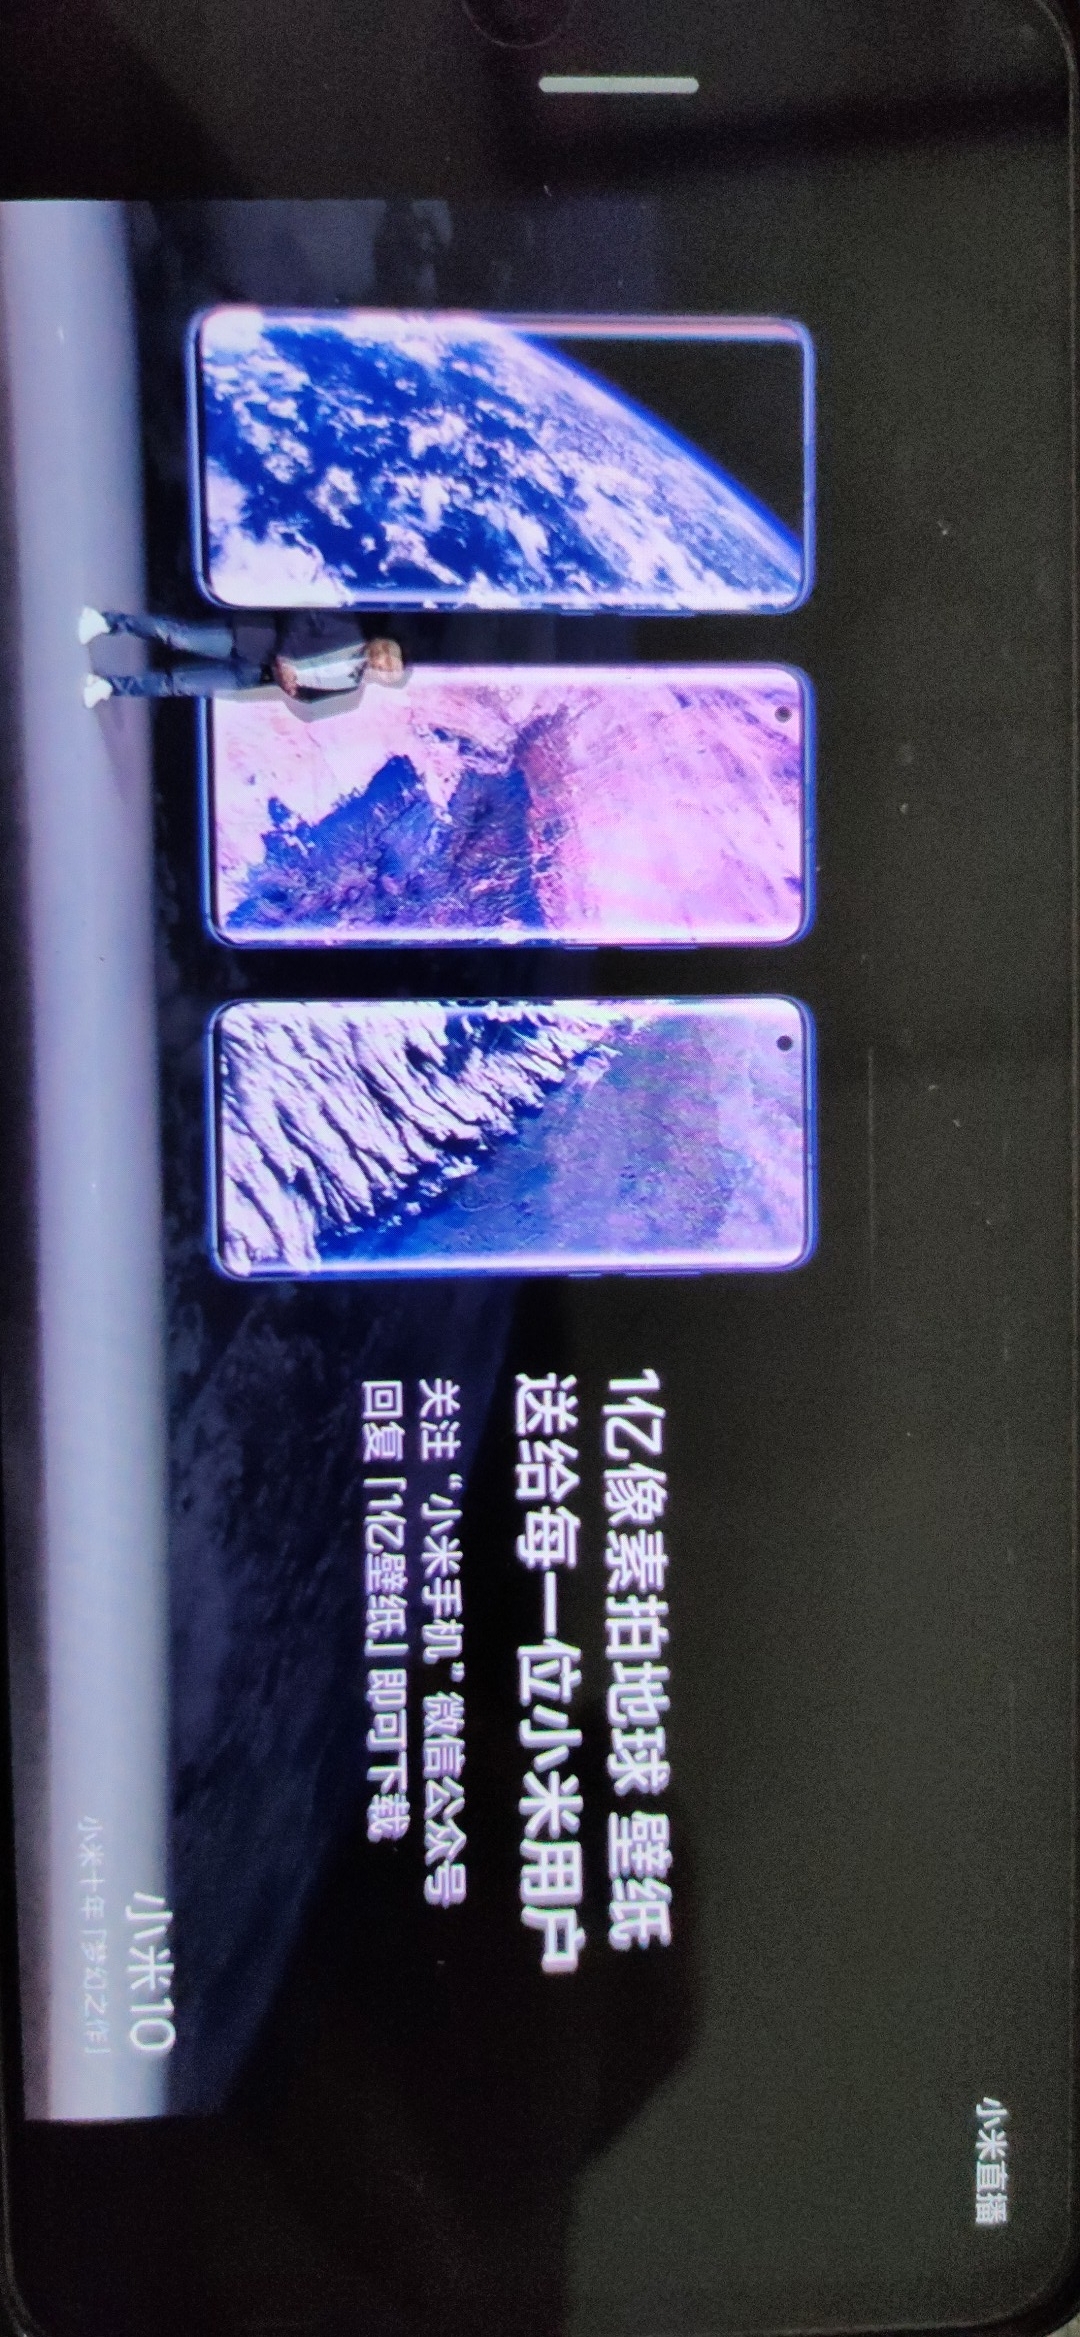 小米直播
1亿像素拍地球 壁纸
送给每一位小米用户
关注“小米手机”微信公众号
回复「1亿壁纸」即可下载
小米10
小米十年「梦幻之作」